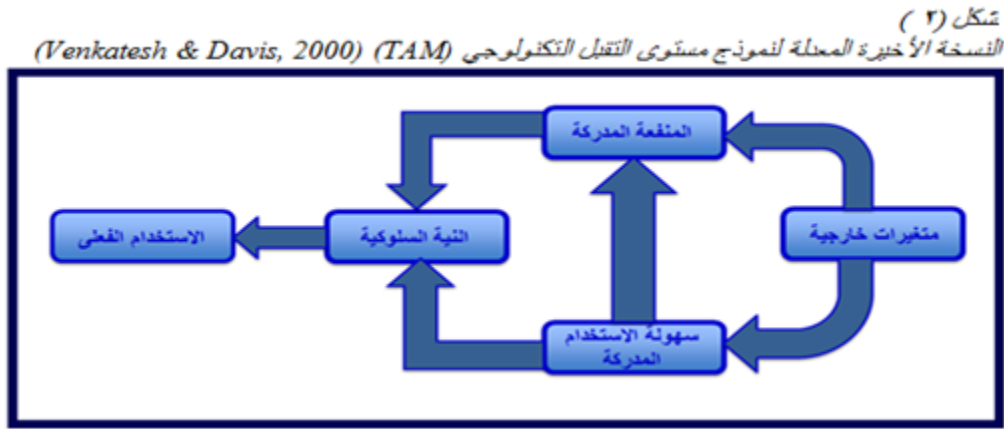 شكل (٢ )
النسخة الأخيرة المعدلة لنموذج مستوى التقبل التكنولوجي (TAM) (Venkatesh & Davis, 2000)
المنفعة المدركة
متغيرات خارجية
النية السلوكية
الاستخدام الفعلى
سهولة الاستخدام
المدركة